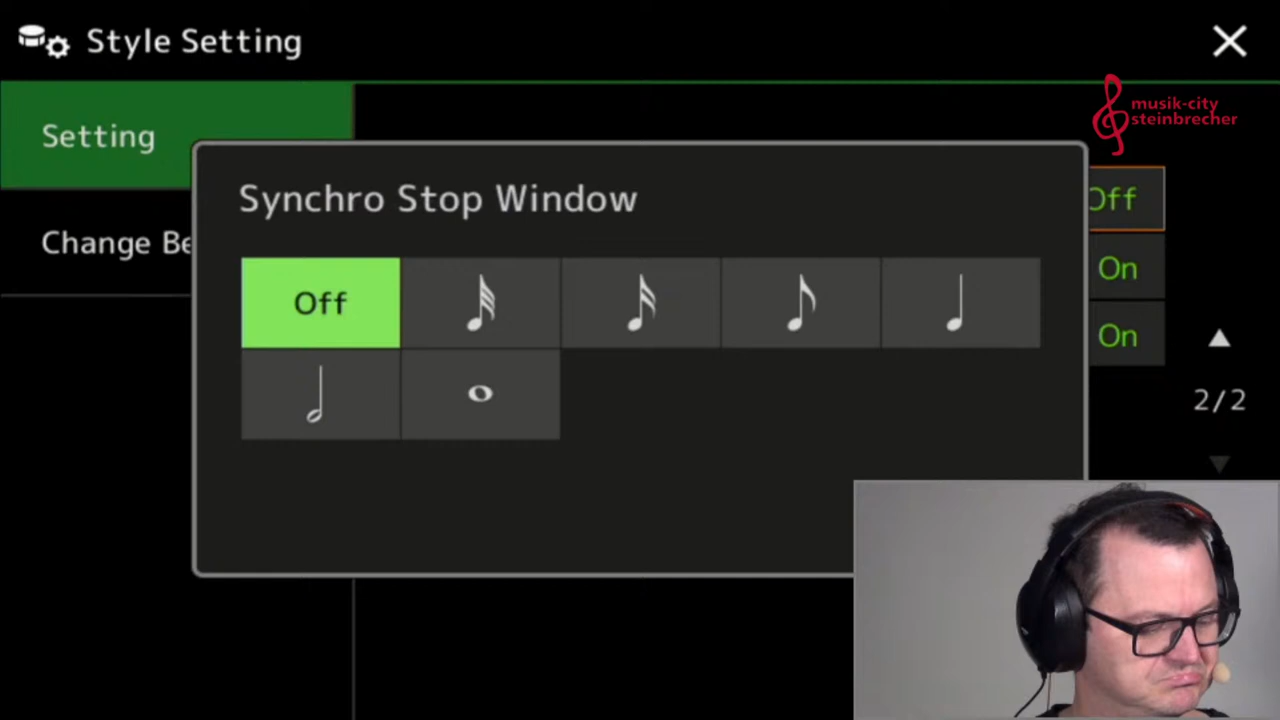 Style Setting
musik-city
steinbrecher
Setting
Synchro Stop Window
Off
Change Be
On
Off
On
2/2